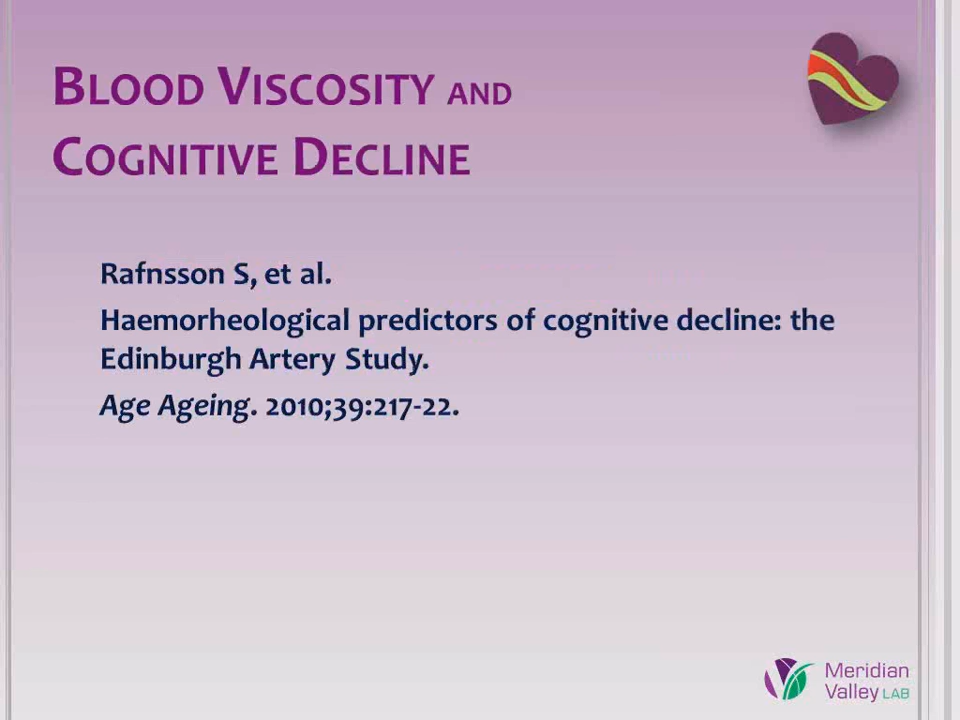 BLOOD VISCOSITY AND
COGNITIVE DECLINE
Rafnsson S, et al.
Haemorheological predictors of cognitive decline: the
Edinburgh Artery Study.
Age Ageing. 2010;39:217-22.
Meridian
Valley LAB